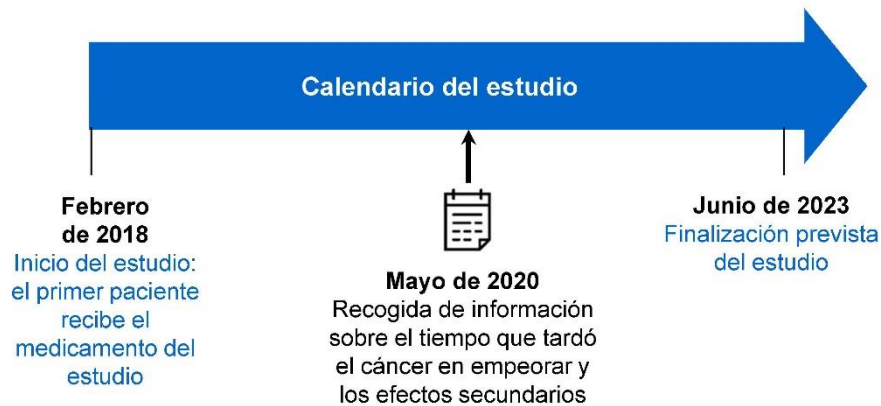 Calendario del estudio
Febrero
de 2018
Inicio del estudio:
el primer paciente
recibe el
medicamento del
estudio
Mayo de 2020
Recogida de información
sobre el tiempo que tardó
el cáncer en empeorar y
los efectos secundarios
Junio de 2023
Finalización prevista
del estudio